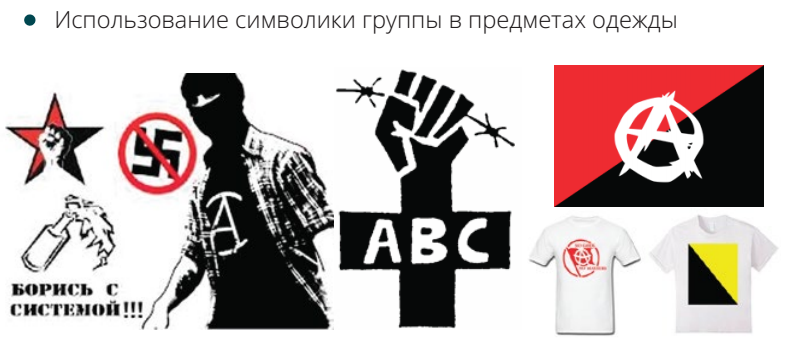 Использование символики группы в предметах одежды
ABC
БОРИСЬ С
СИСТЕМОЙ!!!